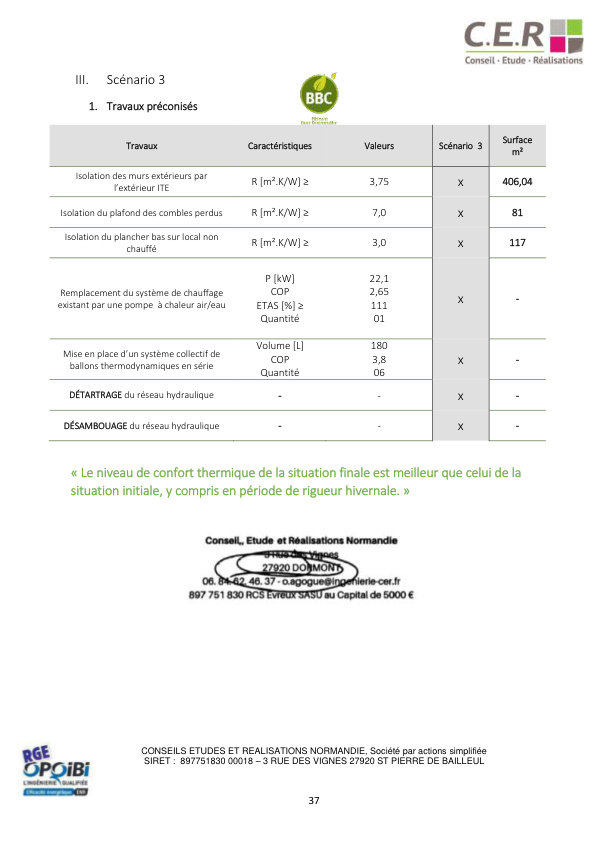 C.E.R
Conseil - Etude - Réalisations
III. Scénario 3
BBC
1. Travaux préconisés
Travaux Caractéristiques Valeurs Scénario 3 Surface m²
Isolation des murs extérieurs par l'extérieur ITE R [m².K/W] ≥ 3,75 X 406,04
Isolation du plafond des combles perdus R [m².K/W] ≥ 7,0 X 81
Isolation du plancher bas sur local non chauffé R [m².K/W] ≥ 3,0 X 117
Remplacement du système de chauffage existant par une pompe à chaleur air/eau
P [kW] 22,1
COP 2,65
ETAS [%] ≥ 111
Quantité 01
X -
Mise en place d'un système collectif de ballons thermodynamiques en série
Volume [L] 180
COP 3,8
Quantité 06
X -
DÉTARTRAGE du réseau hydraulique - - X -
DÉSAMBOUAGE du réseau hydraulique - - X -
« Le niveau de confort thermique de la situation finale est meilleur que celui de la
situation initiale, y compris en période de rigueur hivernale. »
Conseil,, Etude et Réalisations Normandie
3 rue des Vignes
27920
06. 84. 62. 46. 37 - o.agogue@ingenierie-cer.fr
897 751 830 RCS Evreux SASU au Capital de 5000 €
RGE
OPQIBI
L'INGÉNIERIE QUALIFIÉE
Efficacité énergétique
CONSEILS ETUDES ET REALISATIONS NORMANDIE, Société par actions simplifiée
SIRET : 897751830 00018 – 3 RUE DES VIGNES 27920 ST PIERRE DE BAILLEUL
37